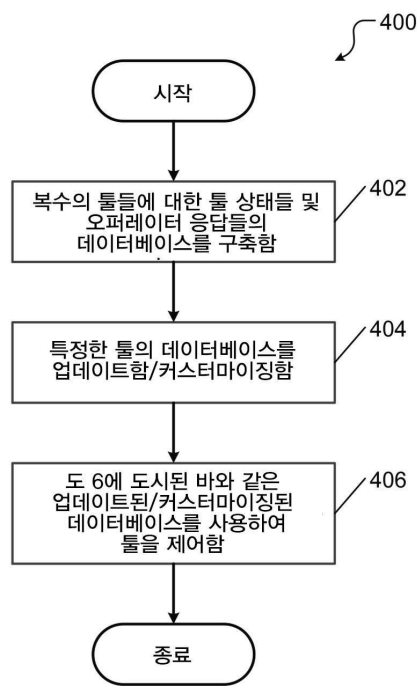 400
시작
복수의 툴들에 대한 툴 상태들 및
오퍼레이터 응답들의
데이터베이스를 구축함
402
특정한 툴의 데이터베이스를
업데이트함/커스터마이징함
404
도 6에 도시된 바와 같은
업데이트된/커스터마이징된
데이터베이스를 사용하여
툴을 제어함
406
종료